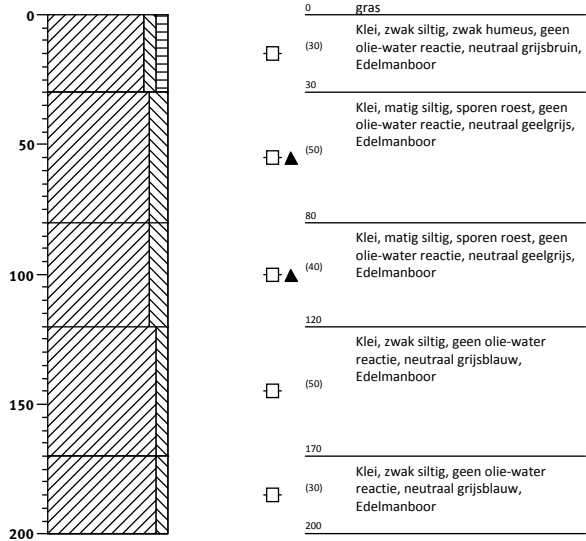 0
0
gras
(30)
Klei, zwak siltig, zwak humeus, geen
olie-water reactie, neutraal grijsbruin,
Edelmanboor
30
50
(50)
Klei, matig siltig, sporen roest, geen
olie-water reactie, neutraal geelgrijs,
Edelmanboor
80
100
(40)
Klei, matig siltig, sporen roest, geen
olie-water reactie, neutraal geelgrijs,
Edelmanboor
120
150
(50)
Klei, zwak siltig, geen olie-water
reactie, neutraal grijsblauw,
Edelmanboor
170
(30)
Klei, zwak siltig, geen olie-water
reactie, neutraal grijsblauw,
Edelmanboor
200
200